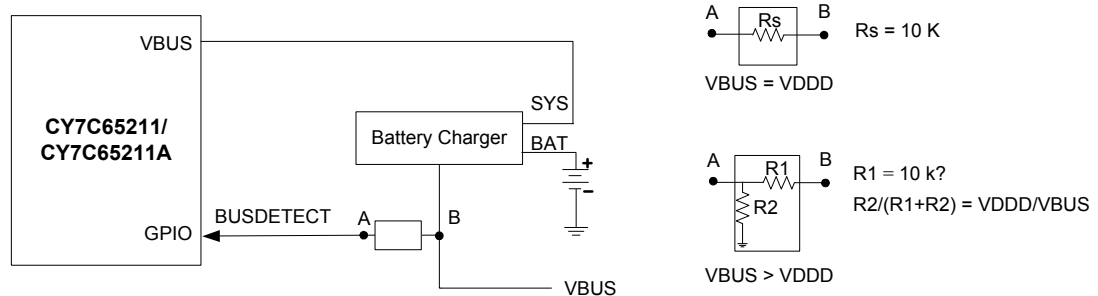 VBUS
SYS
CY7C65211/
CY7C65211A
Battery Charger
BAT
+
-
BUSDETECT
A
B
GPIO
VBUS
A
B
Rs
Rs = 10 K
VBUS = VDDD
A
B
R1
R2
R1 = 10 k?
R2/(R1+R2) = VDDD/VBUS
VBUS > VDDD